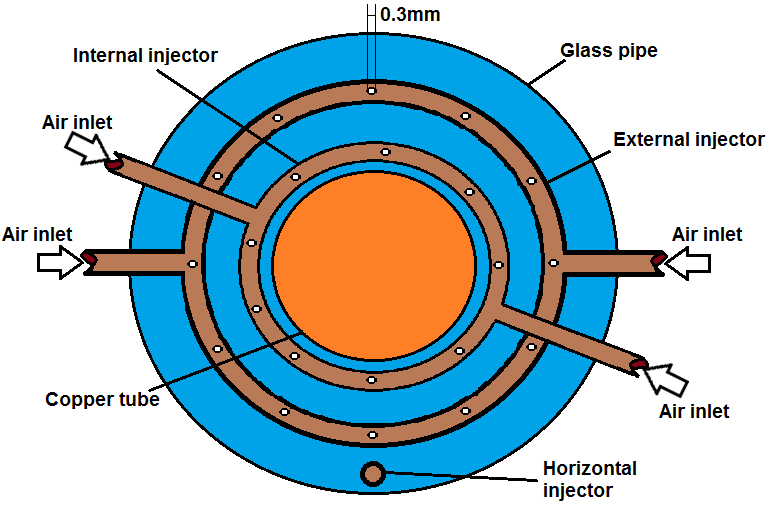 0.3mm
Internal injector
Glass pipe
Air inlet
External injector
Air inlet
Air inlet
Copper tube
Air inlet
Horizontal
injector